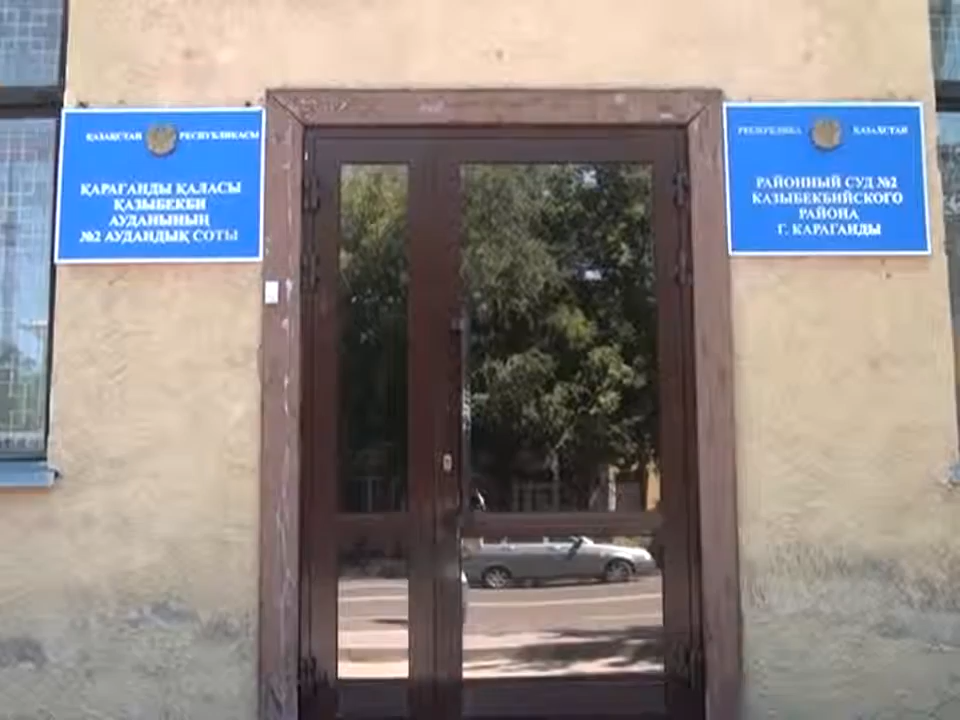 ҚАЗАҚСТАН РЕСПУБЛИКАСЫ
ҚАРАҒАНДЫ ҚАЛАСЫ
ҚАЗЫБЕКБИ
АУДАНЫНЫҢ
№2 АУДАНДЫҚ СОТЫ
РЕСПУБЛИКА КАЗАХСТАН
РАЙОННЫЙ СУД №2
КАЗЫБЕКБИЙСКОГО
РАЙОНА
Г. КАРАГАНДЫ